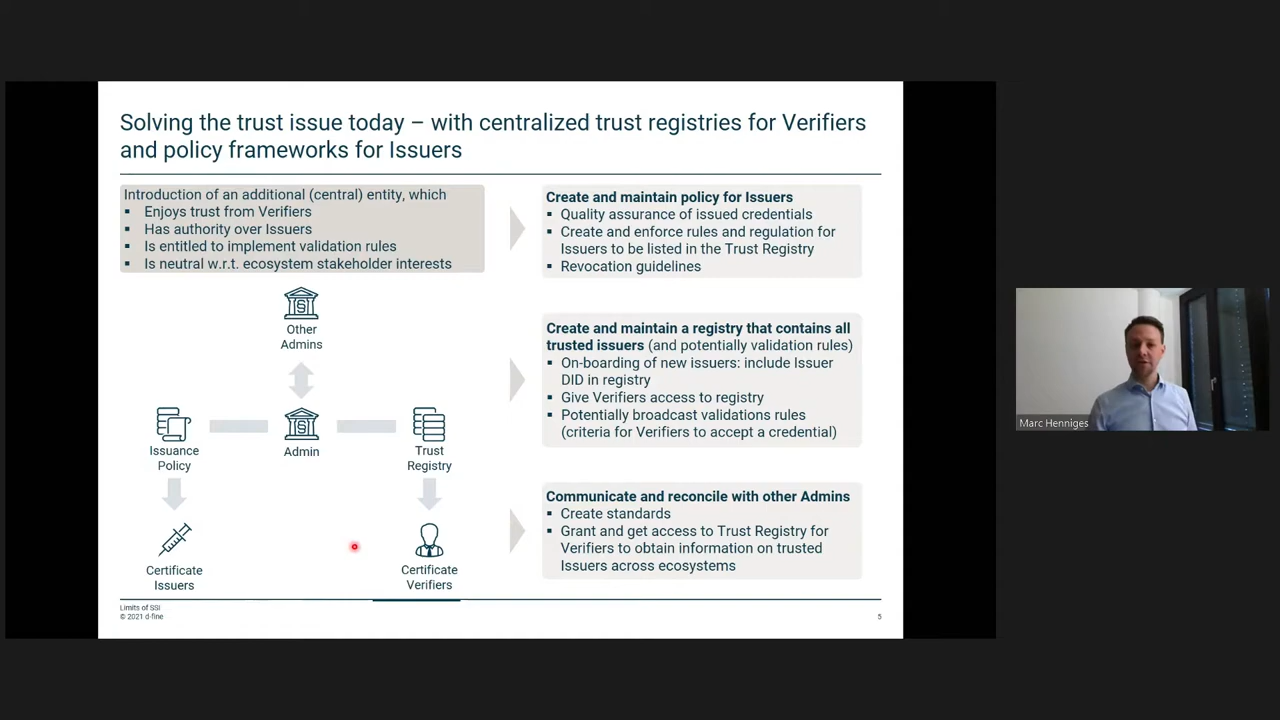 Solving the trust issue today – with centralized trust registries for Verifiers
and policy frameworks for Issuers
Introduction of an additional (central) entity, which
▪ Enjoys trust from Verifiers
▪ Has authority over Issuers
▪ Is entitled to implement validation rules
▪ Is neutral w.r.t. ecosystem stakeholder interests
Other
Admins
Issuance
Policy
Admin
Trust
Registry
Certificate
Issuers
Certificate
Verifiers
Create and maintain policy for Issuers
▪ Quality assurance of issued credentials
▪ Create and enforce rules and regulation for
Issuers to be listed in the Trust Registry
▪ Revocation guidelines
Create and maintain a registry that contains all
trusted issuers (and potentially validation rules)
▪ On-boarding of new issuers: include Issuer
DID in registry
▪ Give Verifiers access to registry
▪ Potentially broadcast validations rules
(criteria for Verifiers to accept a credential)
Communicate and reconcile with other Admins
▪ Create standards
▪ Grant and get access to Trust Registry for
Verifiers to obtain information on trusted
Issuers across ecosystems
Limits of SSI
© 2021 d-fine
5
Marc Henniges